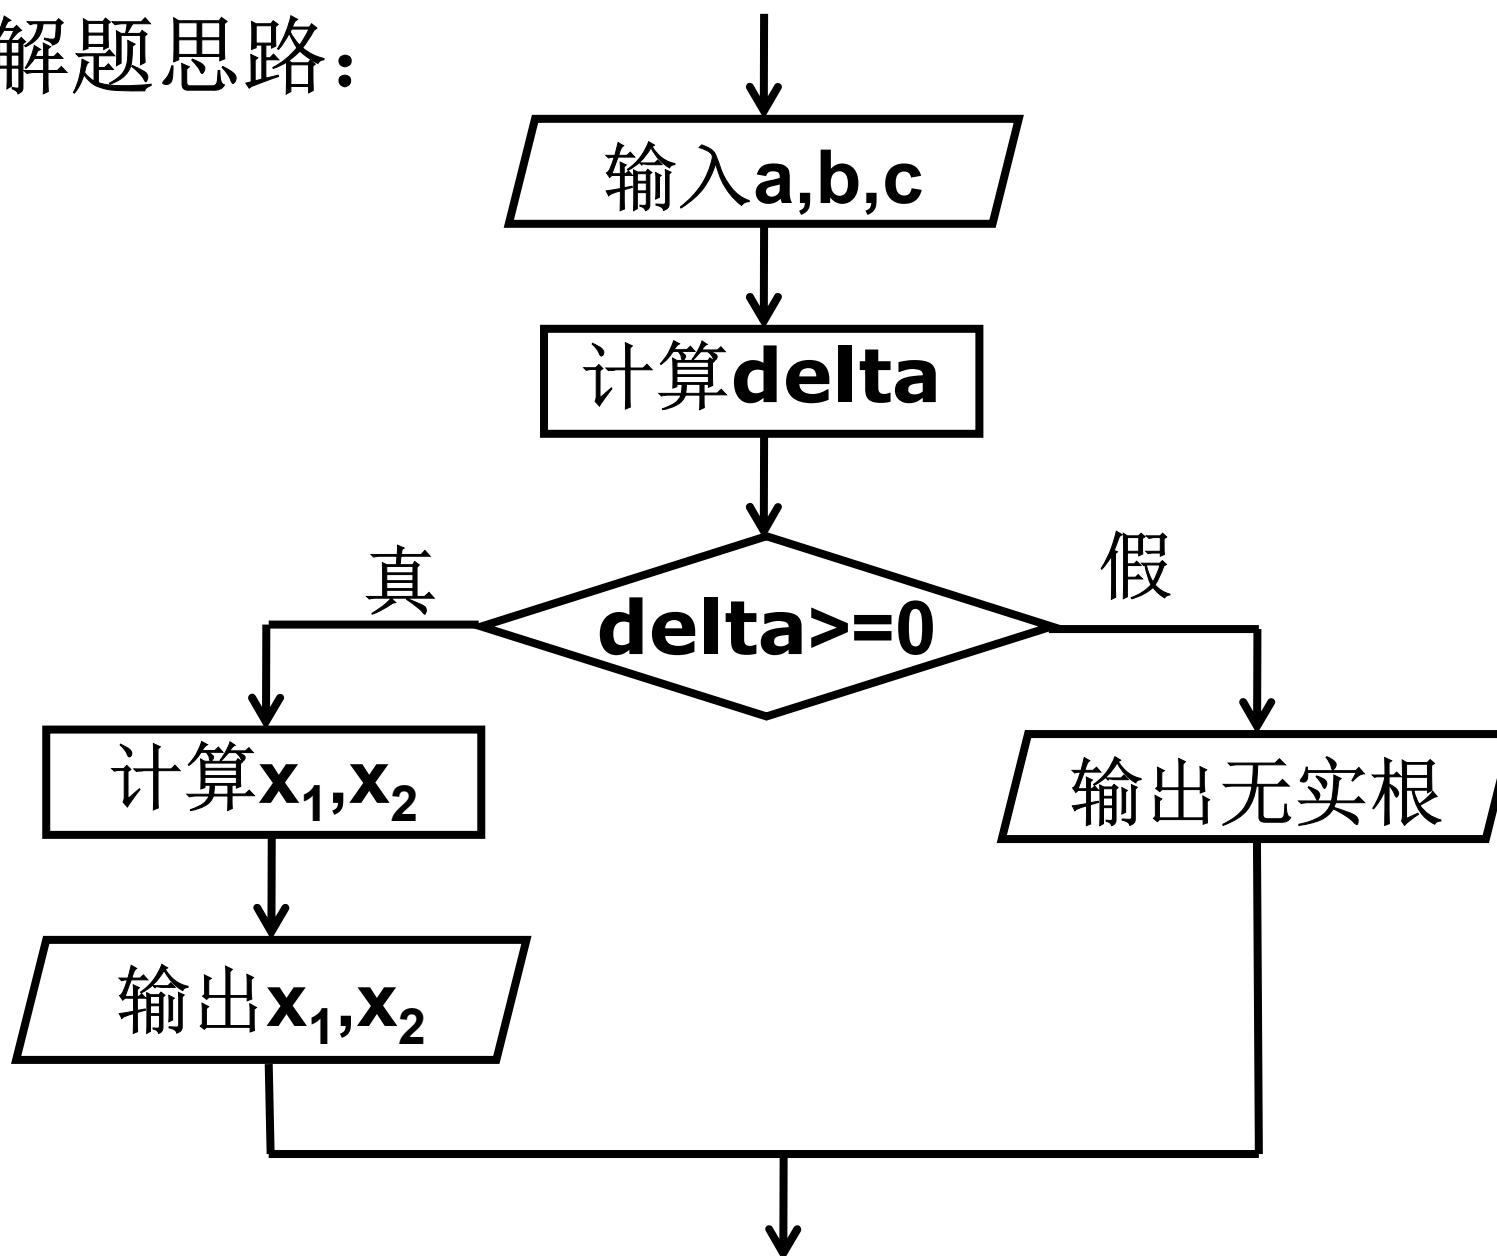 解题思路:
输入a,b,c
计算delta
delta>=0
真
假
计算x₁,x₂
输出无实根
输出x₁,x₂